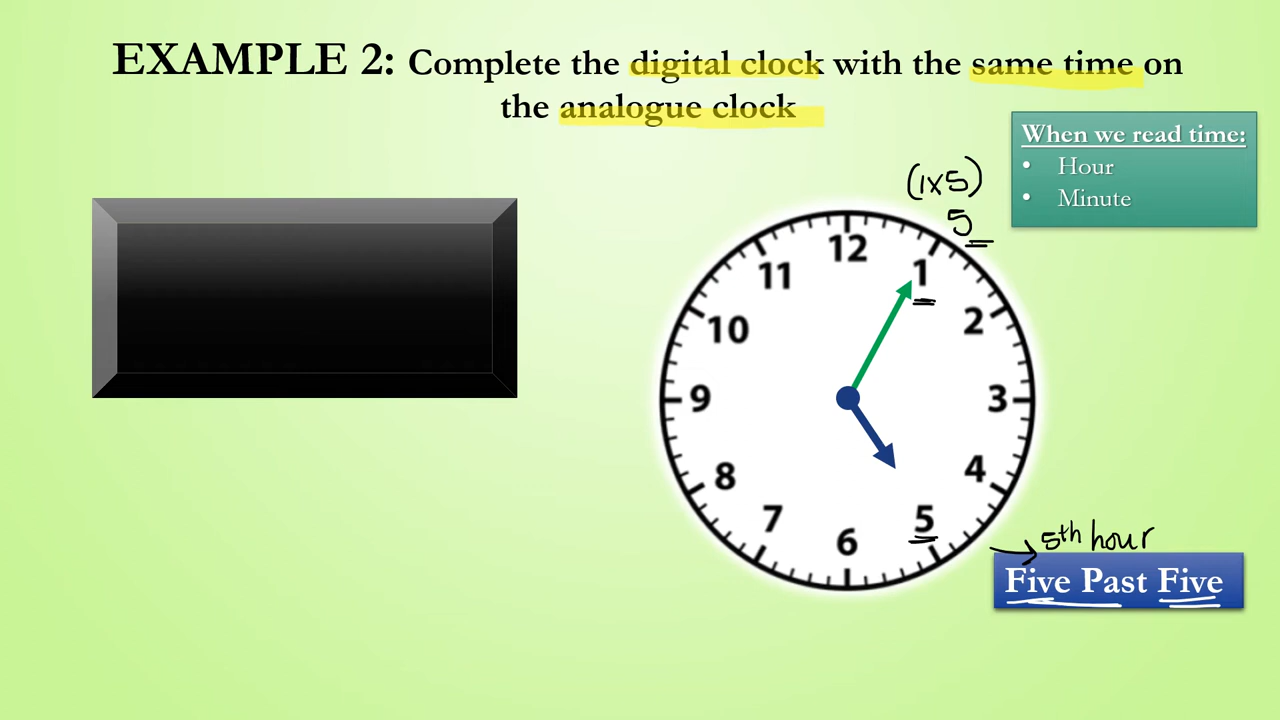 EXAMPLE 2: Complete the digital clock with the same time on
the analogue clock
When we read time:
• Hour
• Minute
(1x5)
5
12
11
1
10
2
9
3
8
4
7
5
6
5th hour
Five Past Five